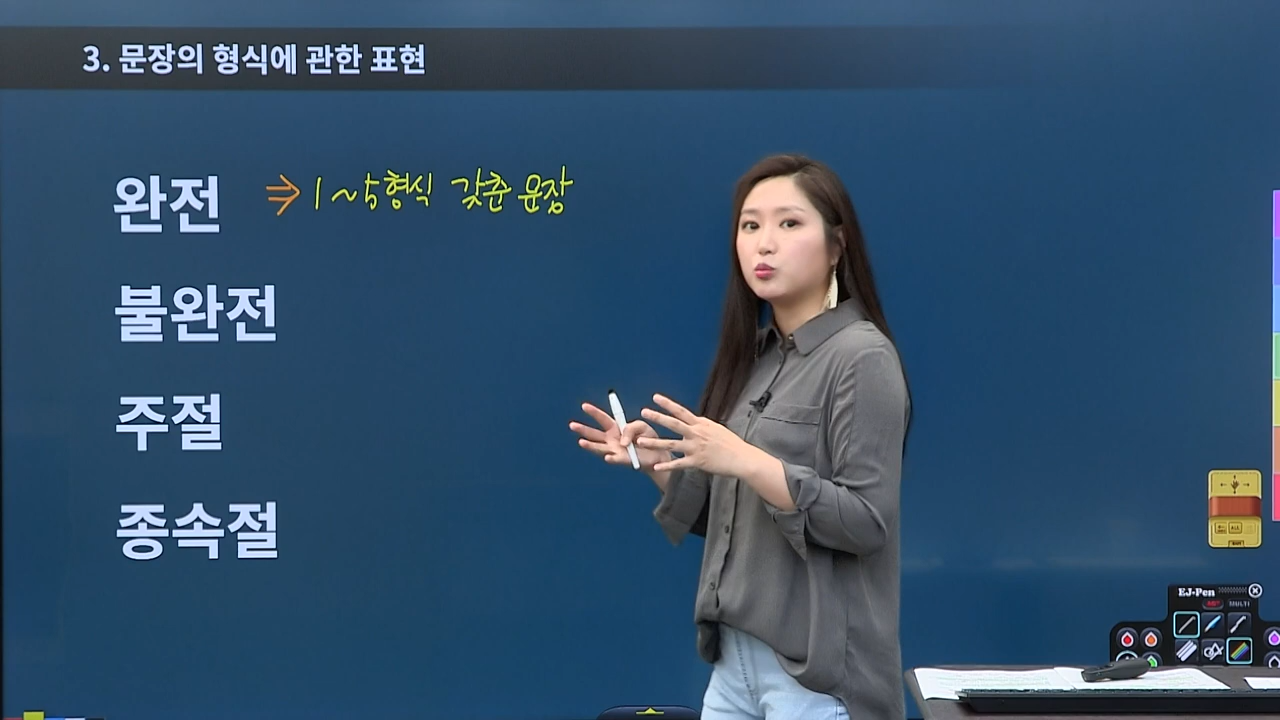 3. 문장의 형식에 관한 표현
완전 ⇒ 1~5형식 갖춘 문장
불완전
주절
종속절
EJ-Pen
MULTI